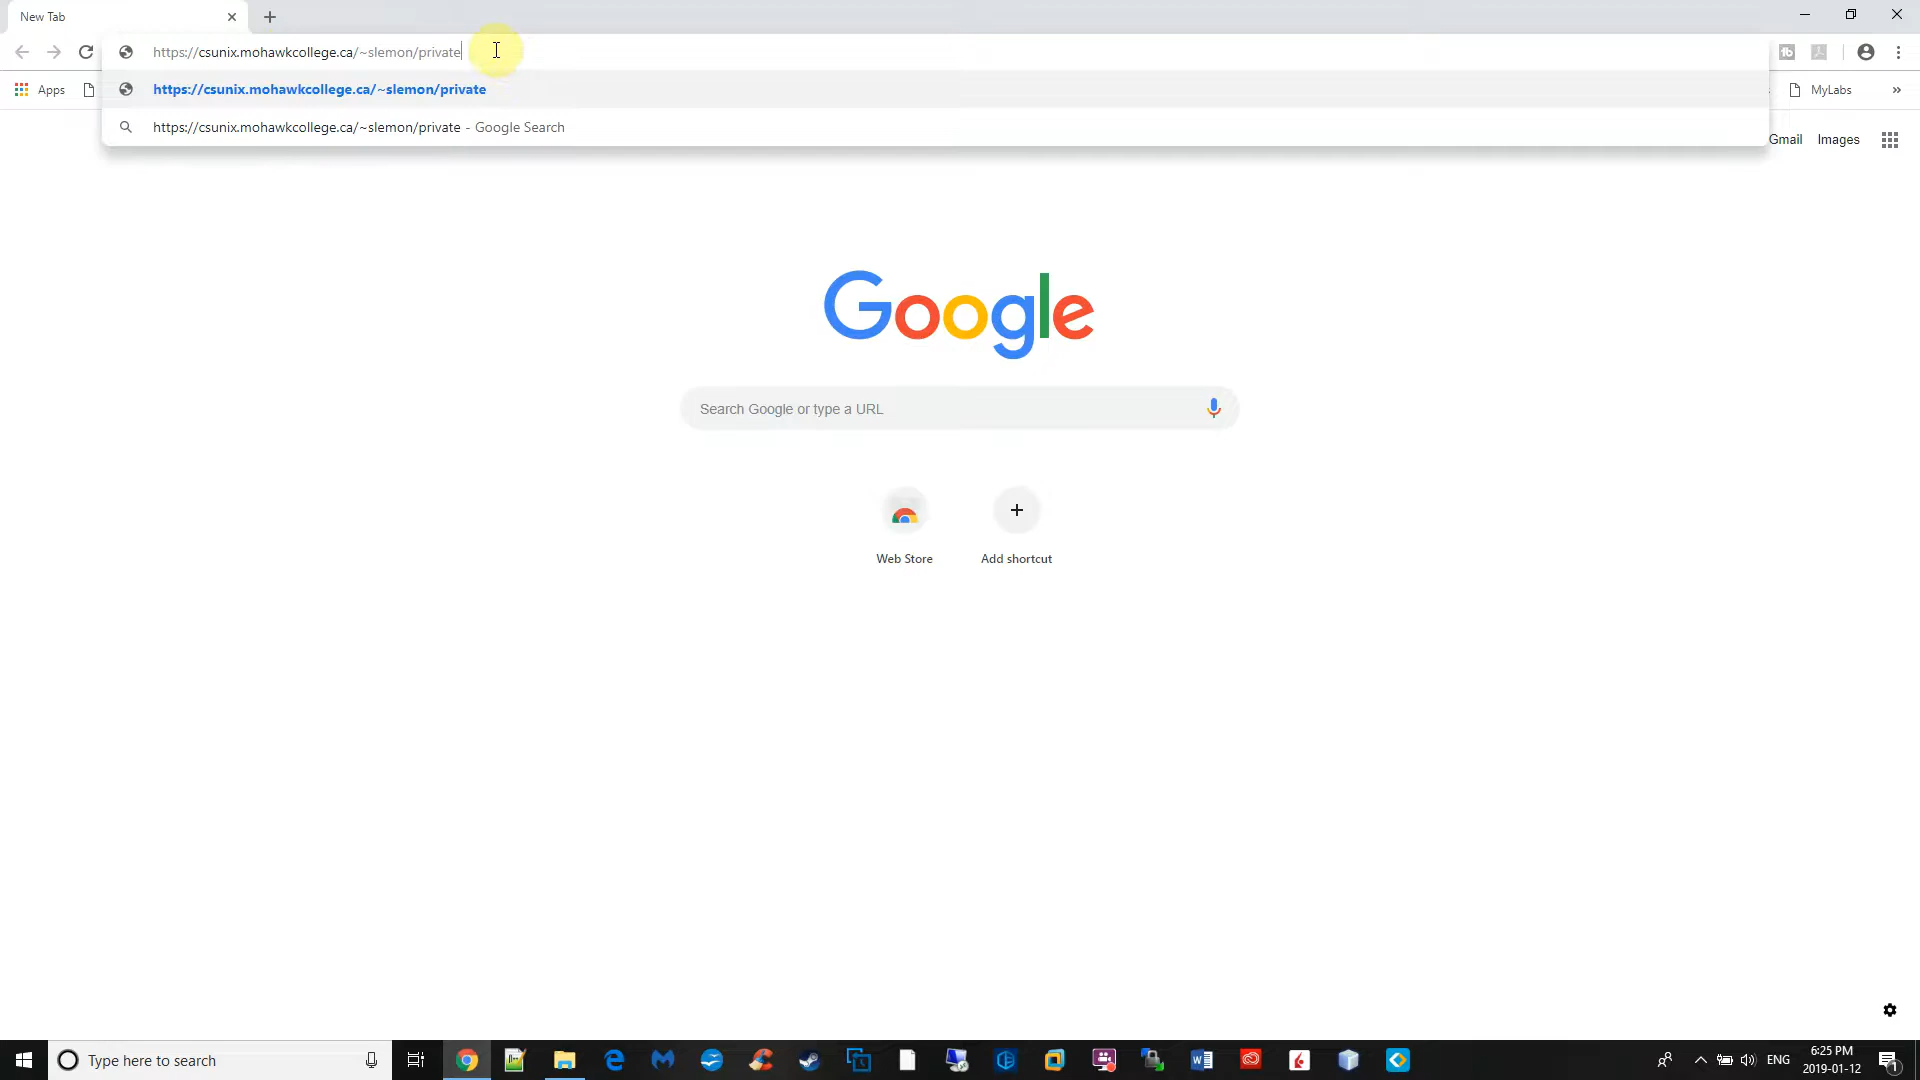 New Tab
https://csunix.mohawkcollege.ca/~slemon/private
Apps
https://csunix.mohawkcollege.ca/~slemon/private
MyLabs
»
https://csunix.mohawkcollege.ca/~slemon/private - Google Search
Gmail Images
Google
Search Google or type a URL
Web Store
Add shortcut
Type here to search
ENG
6:25 PM
2019-01-12
1